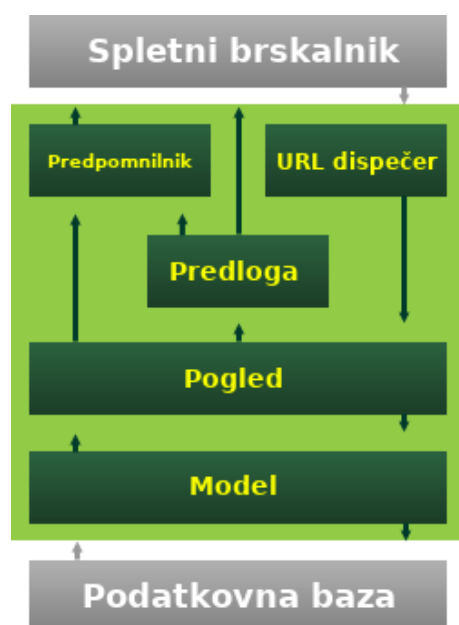 Spletni brskalnik
Predpomnilnik
URL dispečer
Predloga
Pogled
Model
Podatkovna baza